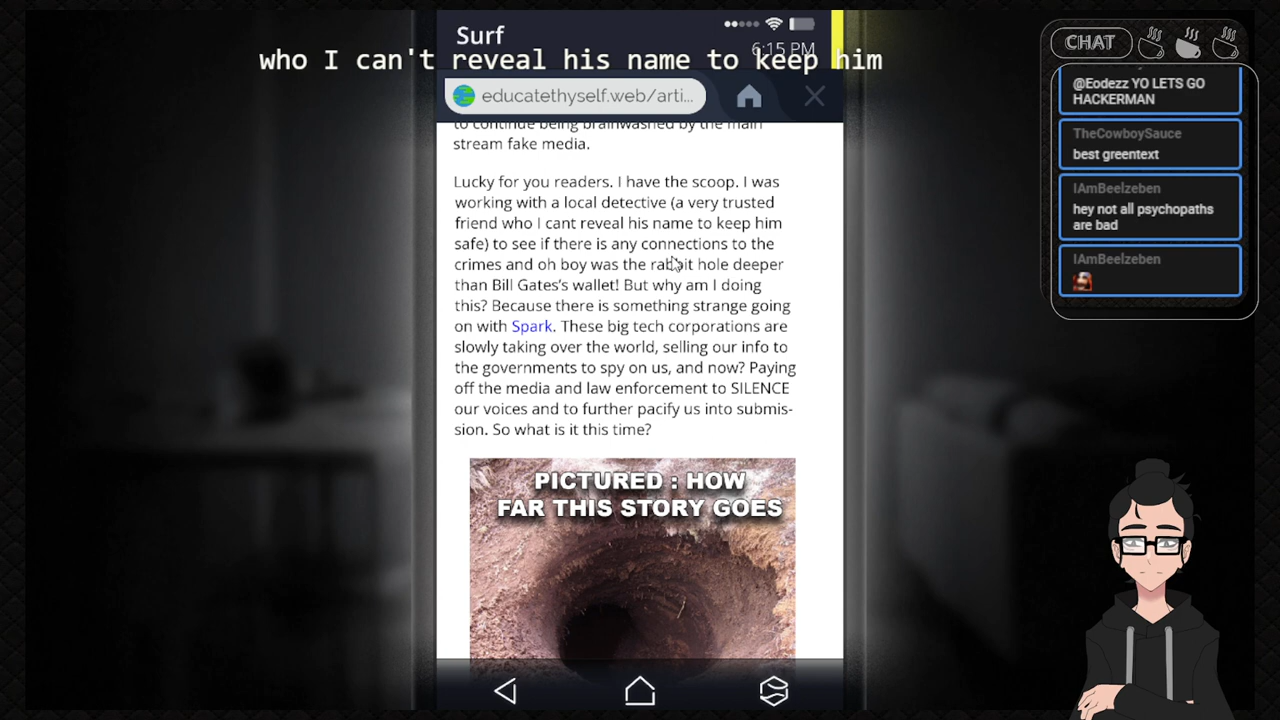 Surf
6:15 PM
who I can't reveal his name to keep him
educatethyself.web/arti...
to continue being brainwashed by the main
stream fake media.
Lucky for you readers. I have the scoop. I was
working with a local detective (a very trusted
friend who I cant reveal his name to keep him
safe) to see if there is any connections to the
crimes and oh boy was the rabbit hole deeper
than Bill Gates's wallet! But why am I doing
this? Because there is something strange going
on with Spark. These big tech corporations are
slowly taking over the world, selling our info to
the governments to spy on us, and now? Paying
off the media and law enforcement to SILENCE
our voices and to further pacify us into submis-
sion. So what is it this time?
PICTURED : HOW
FAR THIS STORY GOES
CHAT
@Eodezz YO LETS GO
HACKERMAN
TheCowboySauce
best greentext
IAmBeelzeben
hey not all psychopaths
are bad
IAmBeelzeben